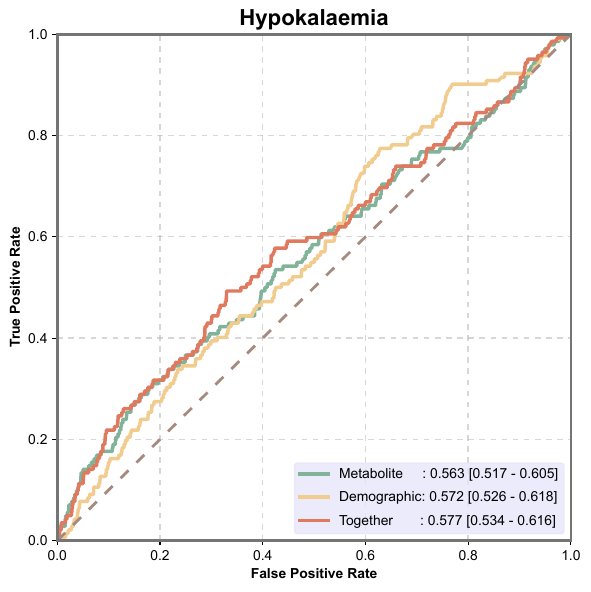 Hypokalaemia
True Positive Rate
1.0
0.8
0.6
0.4
0.2
0.0
Metabolite : 0.563 [0.517 - 0.605]
Demographic: 0.572 [0.526 - 0.618]
Together : 0.577 [0.534 - 0.616]
0.0 0.2 0.4 0.6 0.8 1.0
False Positive Rate